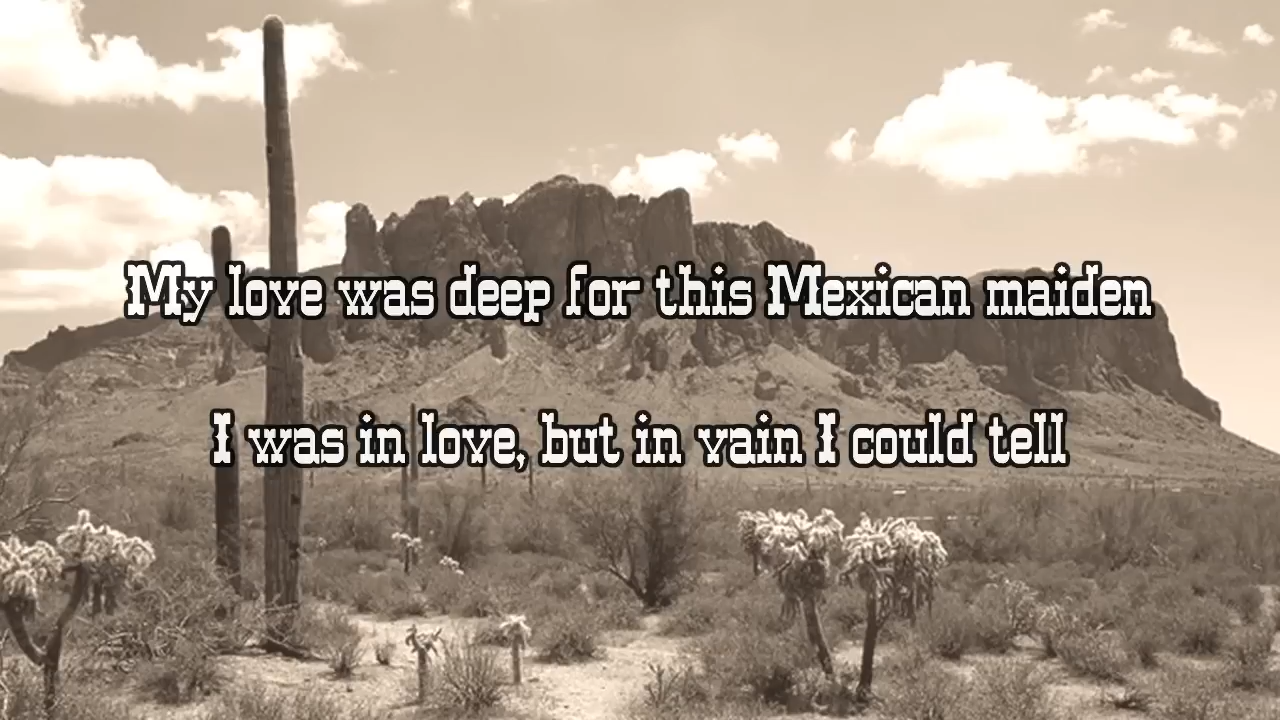 My love was deep for this Mexican maiden
I was in love, but in vain I could tell